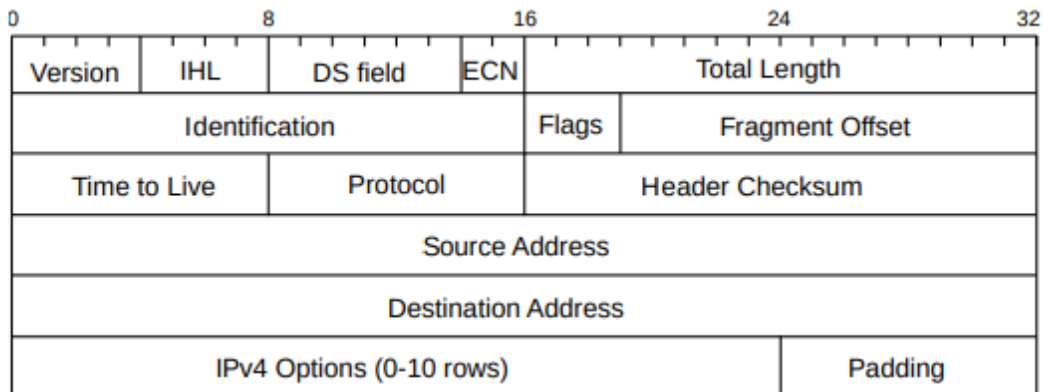 0 8 16 24 32
Version IHL DS field ECN Total Length
Identification Flags Fragment Offset
Time to Live Protocol Header Checksum
Source Address
Destination Address
IPv4 Options (0-10 rows) Padding